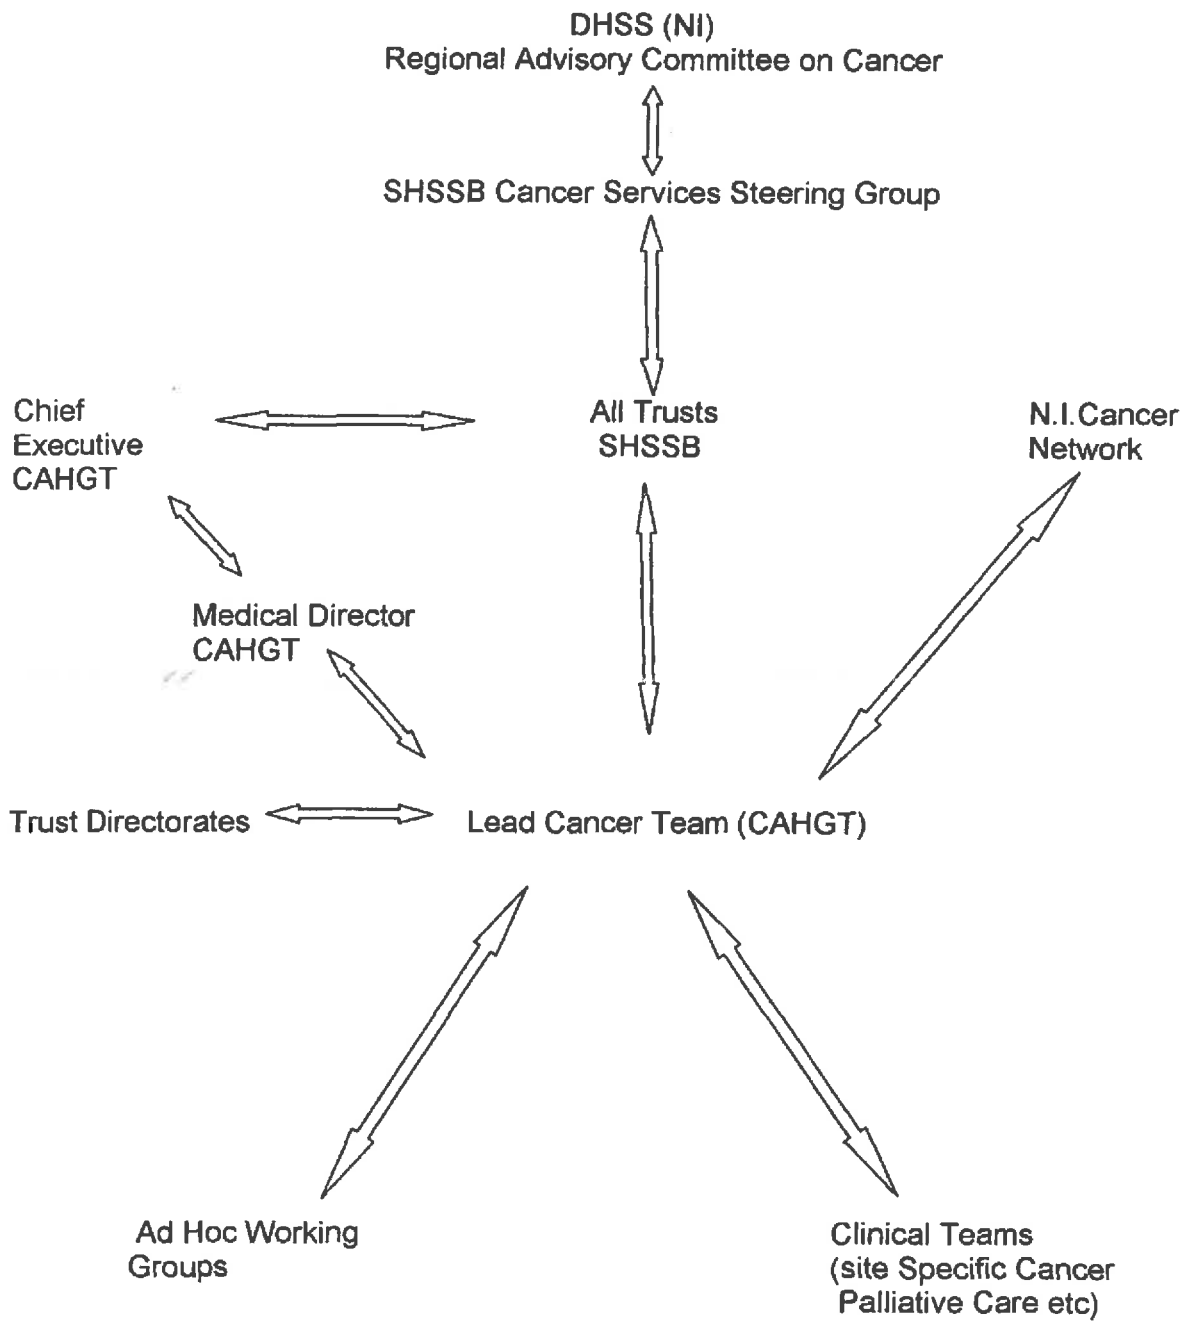 DHSS (NI)
Regional Advisory Committee on Cancer
SHSSB Cancer Services Steering Group
Chief
Executive
CAHGT
All Trusts
SHSSB
N.I.Cancer
Network
Medical Director
CAHGT
Trust Directorates
Lead Cancer Team (CAHGT)
Ad Hoc Working
Groups
Clinical Teams
(site Specific Cancer
Palliative Care etc)